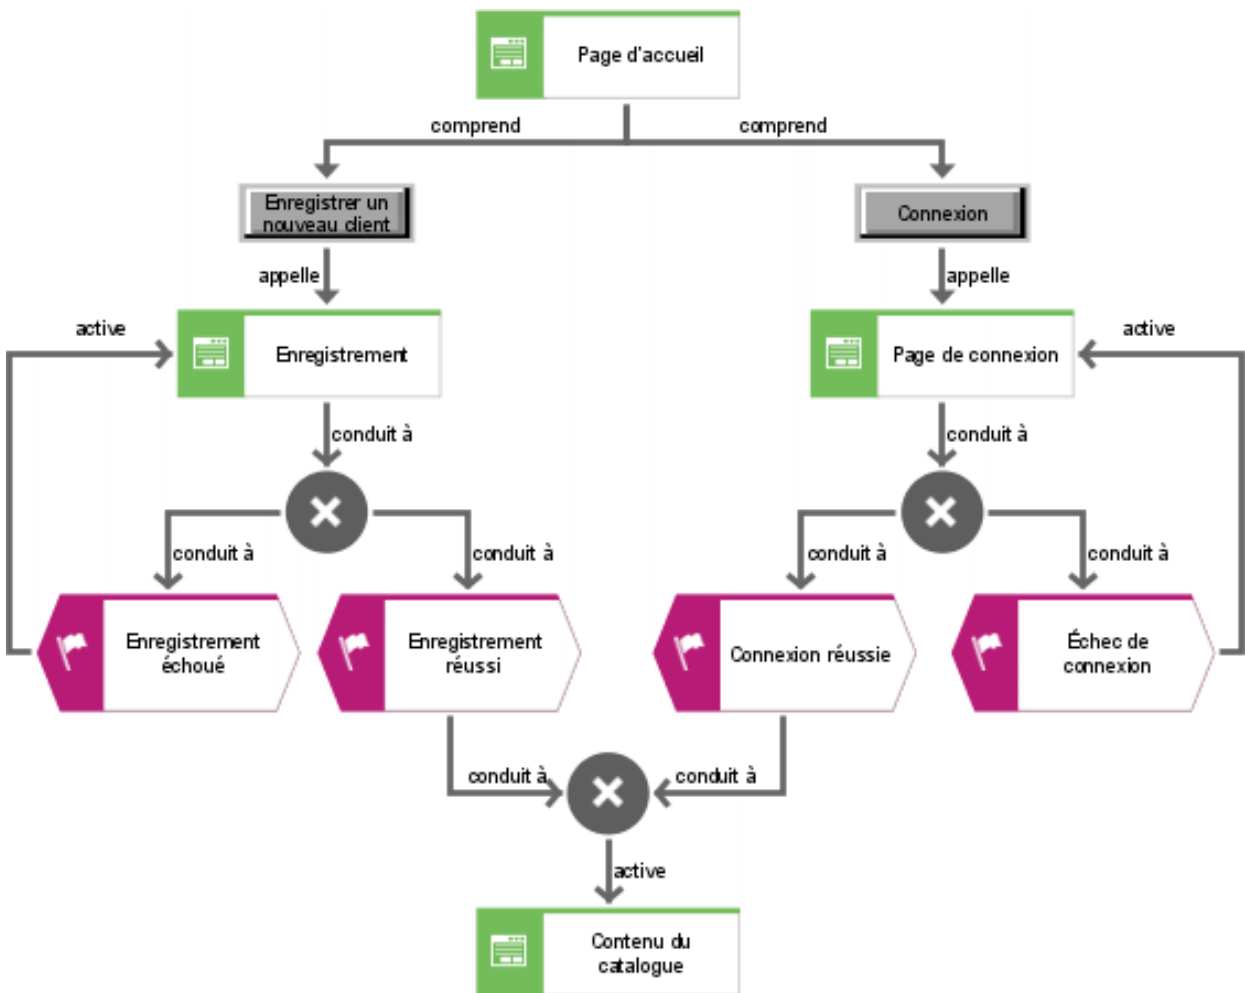 Page d'accueil
comprend
comprend
Enregistrer un
nouveau client
Connexion
appelle
appelle
active
active
Enregistrement
Page de connexion
conduit à
conduit à
conduit à
conduit à
conduit à
conduit à
Enregistrement
échoué
Enregistrement
réussi
Connexion réussie
Échec de
connexion
conduit à
conduit à
active
Contenu du
catalogue